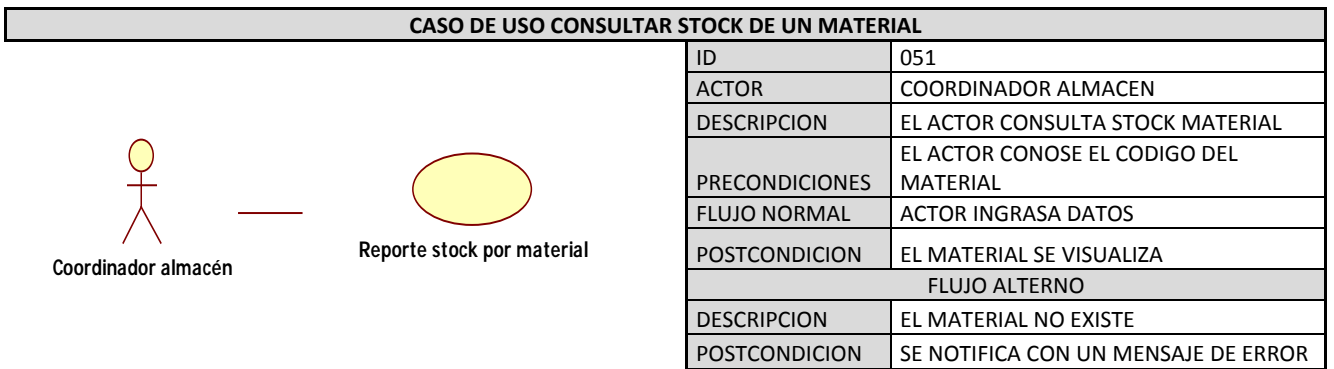 CASO DE USO CONSULTAR STOCK DE UN MATERIAL
ID 051
ACTOR COORDINADOR ALMACEN
DESCRIPCION EL ACTOR CONSULTA STOCK MATERIAL
EL ACTOR CONOSE EL CODIGO DEL
PRECONDICIONES MATERIAL
FLUJO NORMAL ACTOR INGRASA DATOS
POSTCONDICION EL MATERIAL SE VISUALIZA
FLUJO ALTERNO
DESCRIPCION EL MATERIAL NO EXISTE
POSTCONDICION SE NOTIFICA CON UN MENSAJE DE ERROR
Coordinador almacén
Reporte stock por material